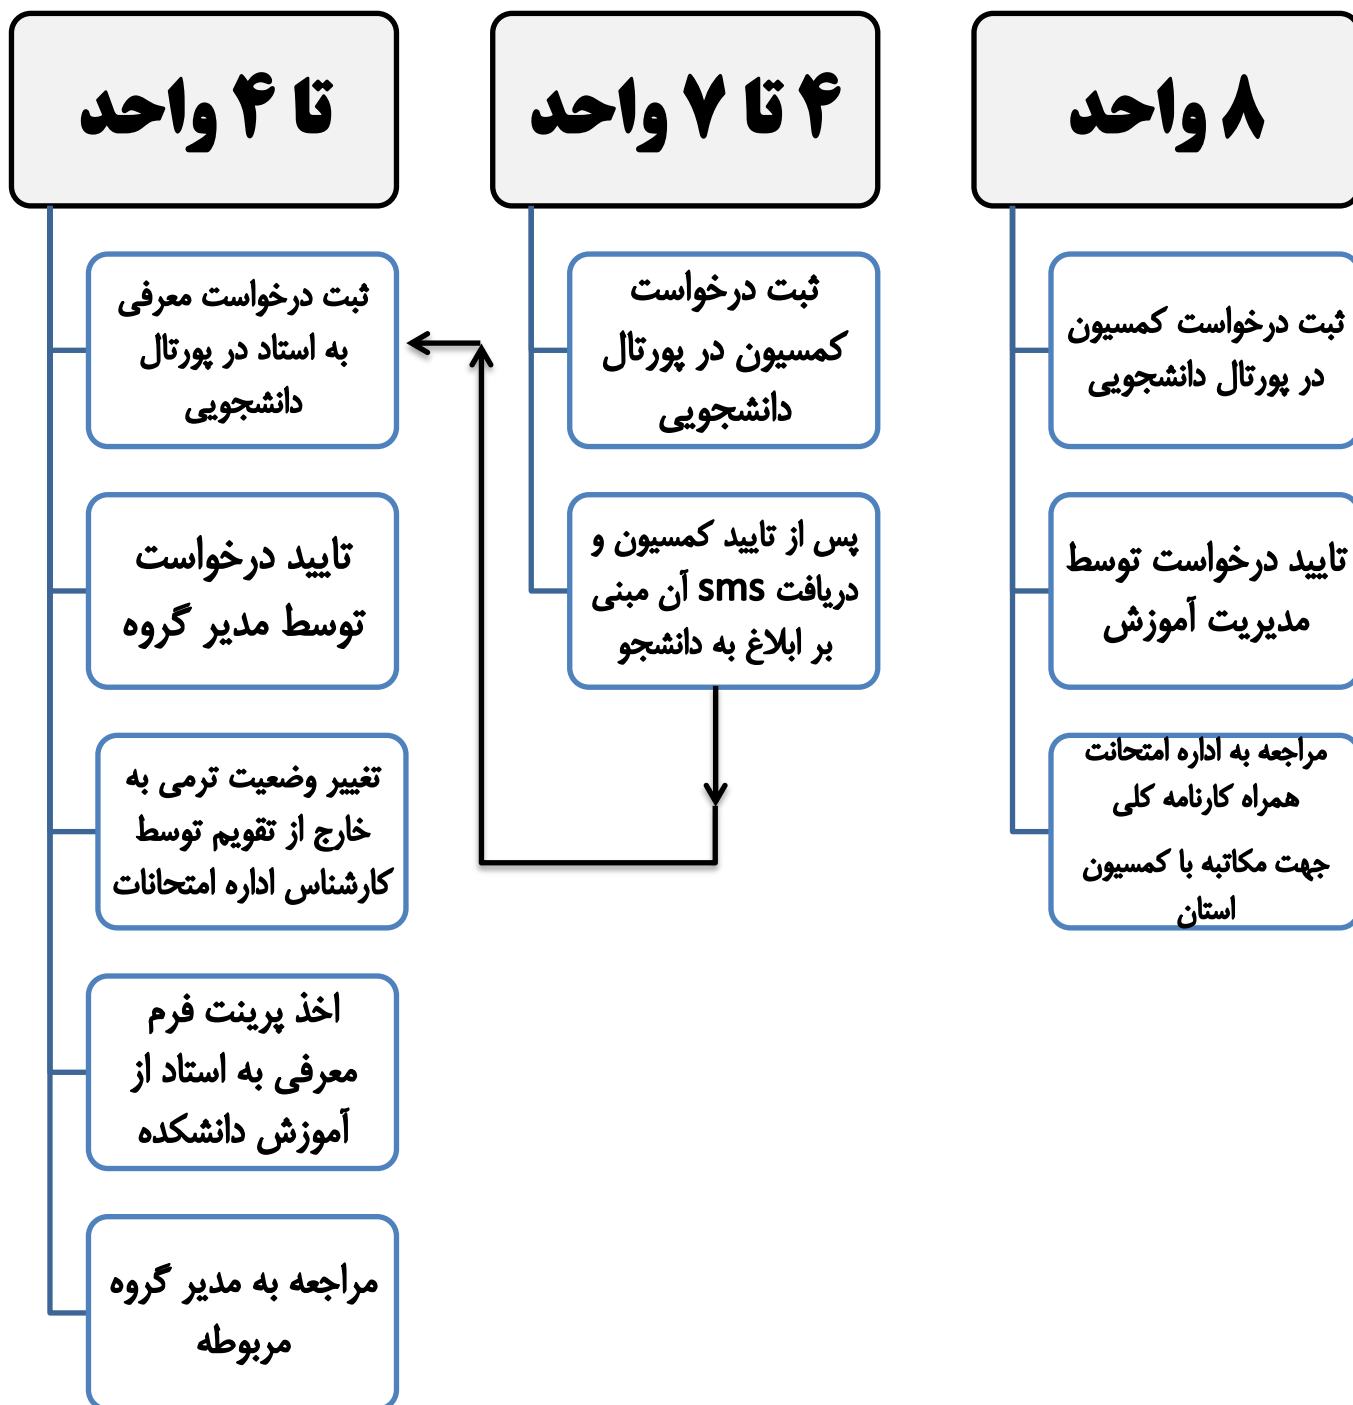 تا ۴ واحد
ثبت درخواست معرفی
به استاد در پورتال
دانشجویی
تایید درخواست
توسط مدیر گروه
تغییر وضعیت ترمی به
خارج از تقویم توسط
کارشناس اداره امتحانات
اخذ پرینت فرم
معرفی به استاد از
آموزش دانشکده
مراجعه به مدیر گروه
مربوطه
۴ تا ۷ واحد
ثبت درخواست
کمسیون در پورتال
دانشجویی
پس از تایید کمسیون و
دریافت sms آن مبنی
بر ابلاغ به دانشجو
۸ واحد
ثبت درخواست کمسیون
در پورتال دانشجویی
تایید درخواست توسط
مدیریت آموزش
مراجعه به اداره امتحانت
همراه کارنامه کلی
جهت مکاتبه با کمسیون
استان